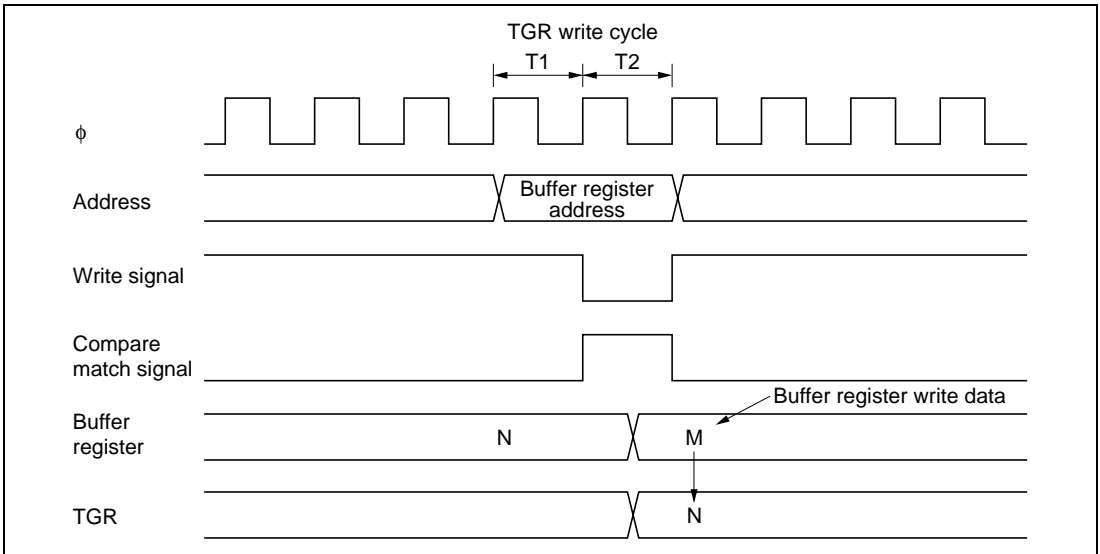 TGR write cycle
T1 T2
ϕ
Address
Buffer register
address
Write signal
Compare
match signal
Buffer register write data
Buffer
register
N M
TGR
N